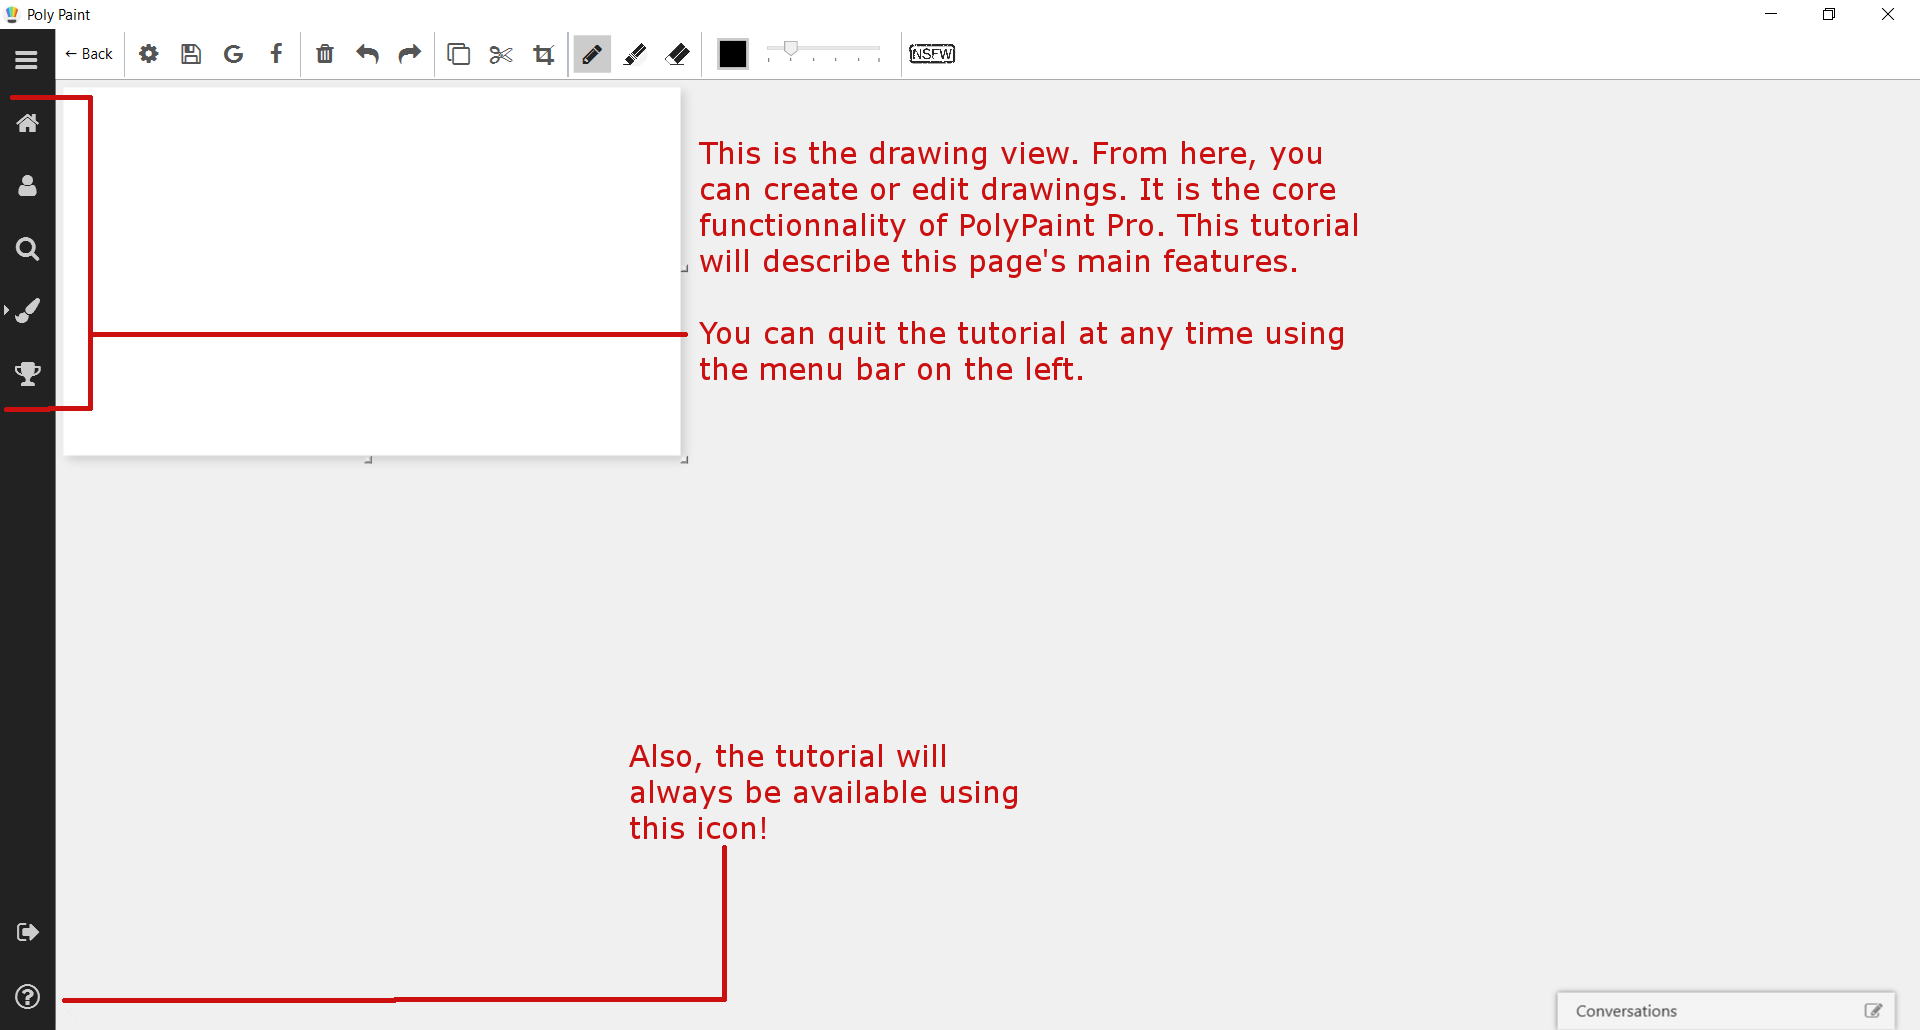 Poly Paint
← Back
NSFW
This is the drawing view. From here, you
can create or edit drawings. It is the core
functionnality of PolyPaint Pro. This tutorial
will describe this page's main features.
You can quit the tutorial at any time using
the menu bar on the left.
Also, the tutorial will
always be available using
this icon!
Conversations